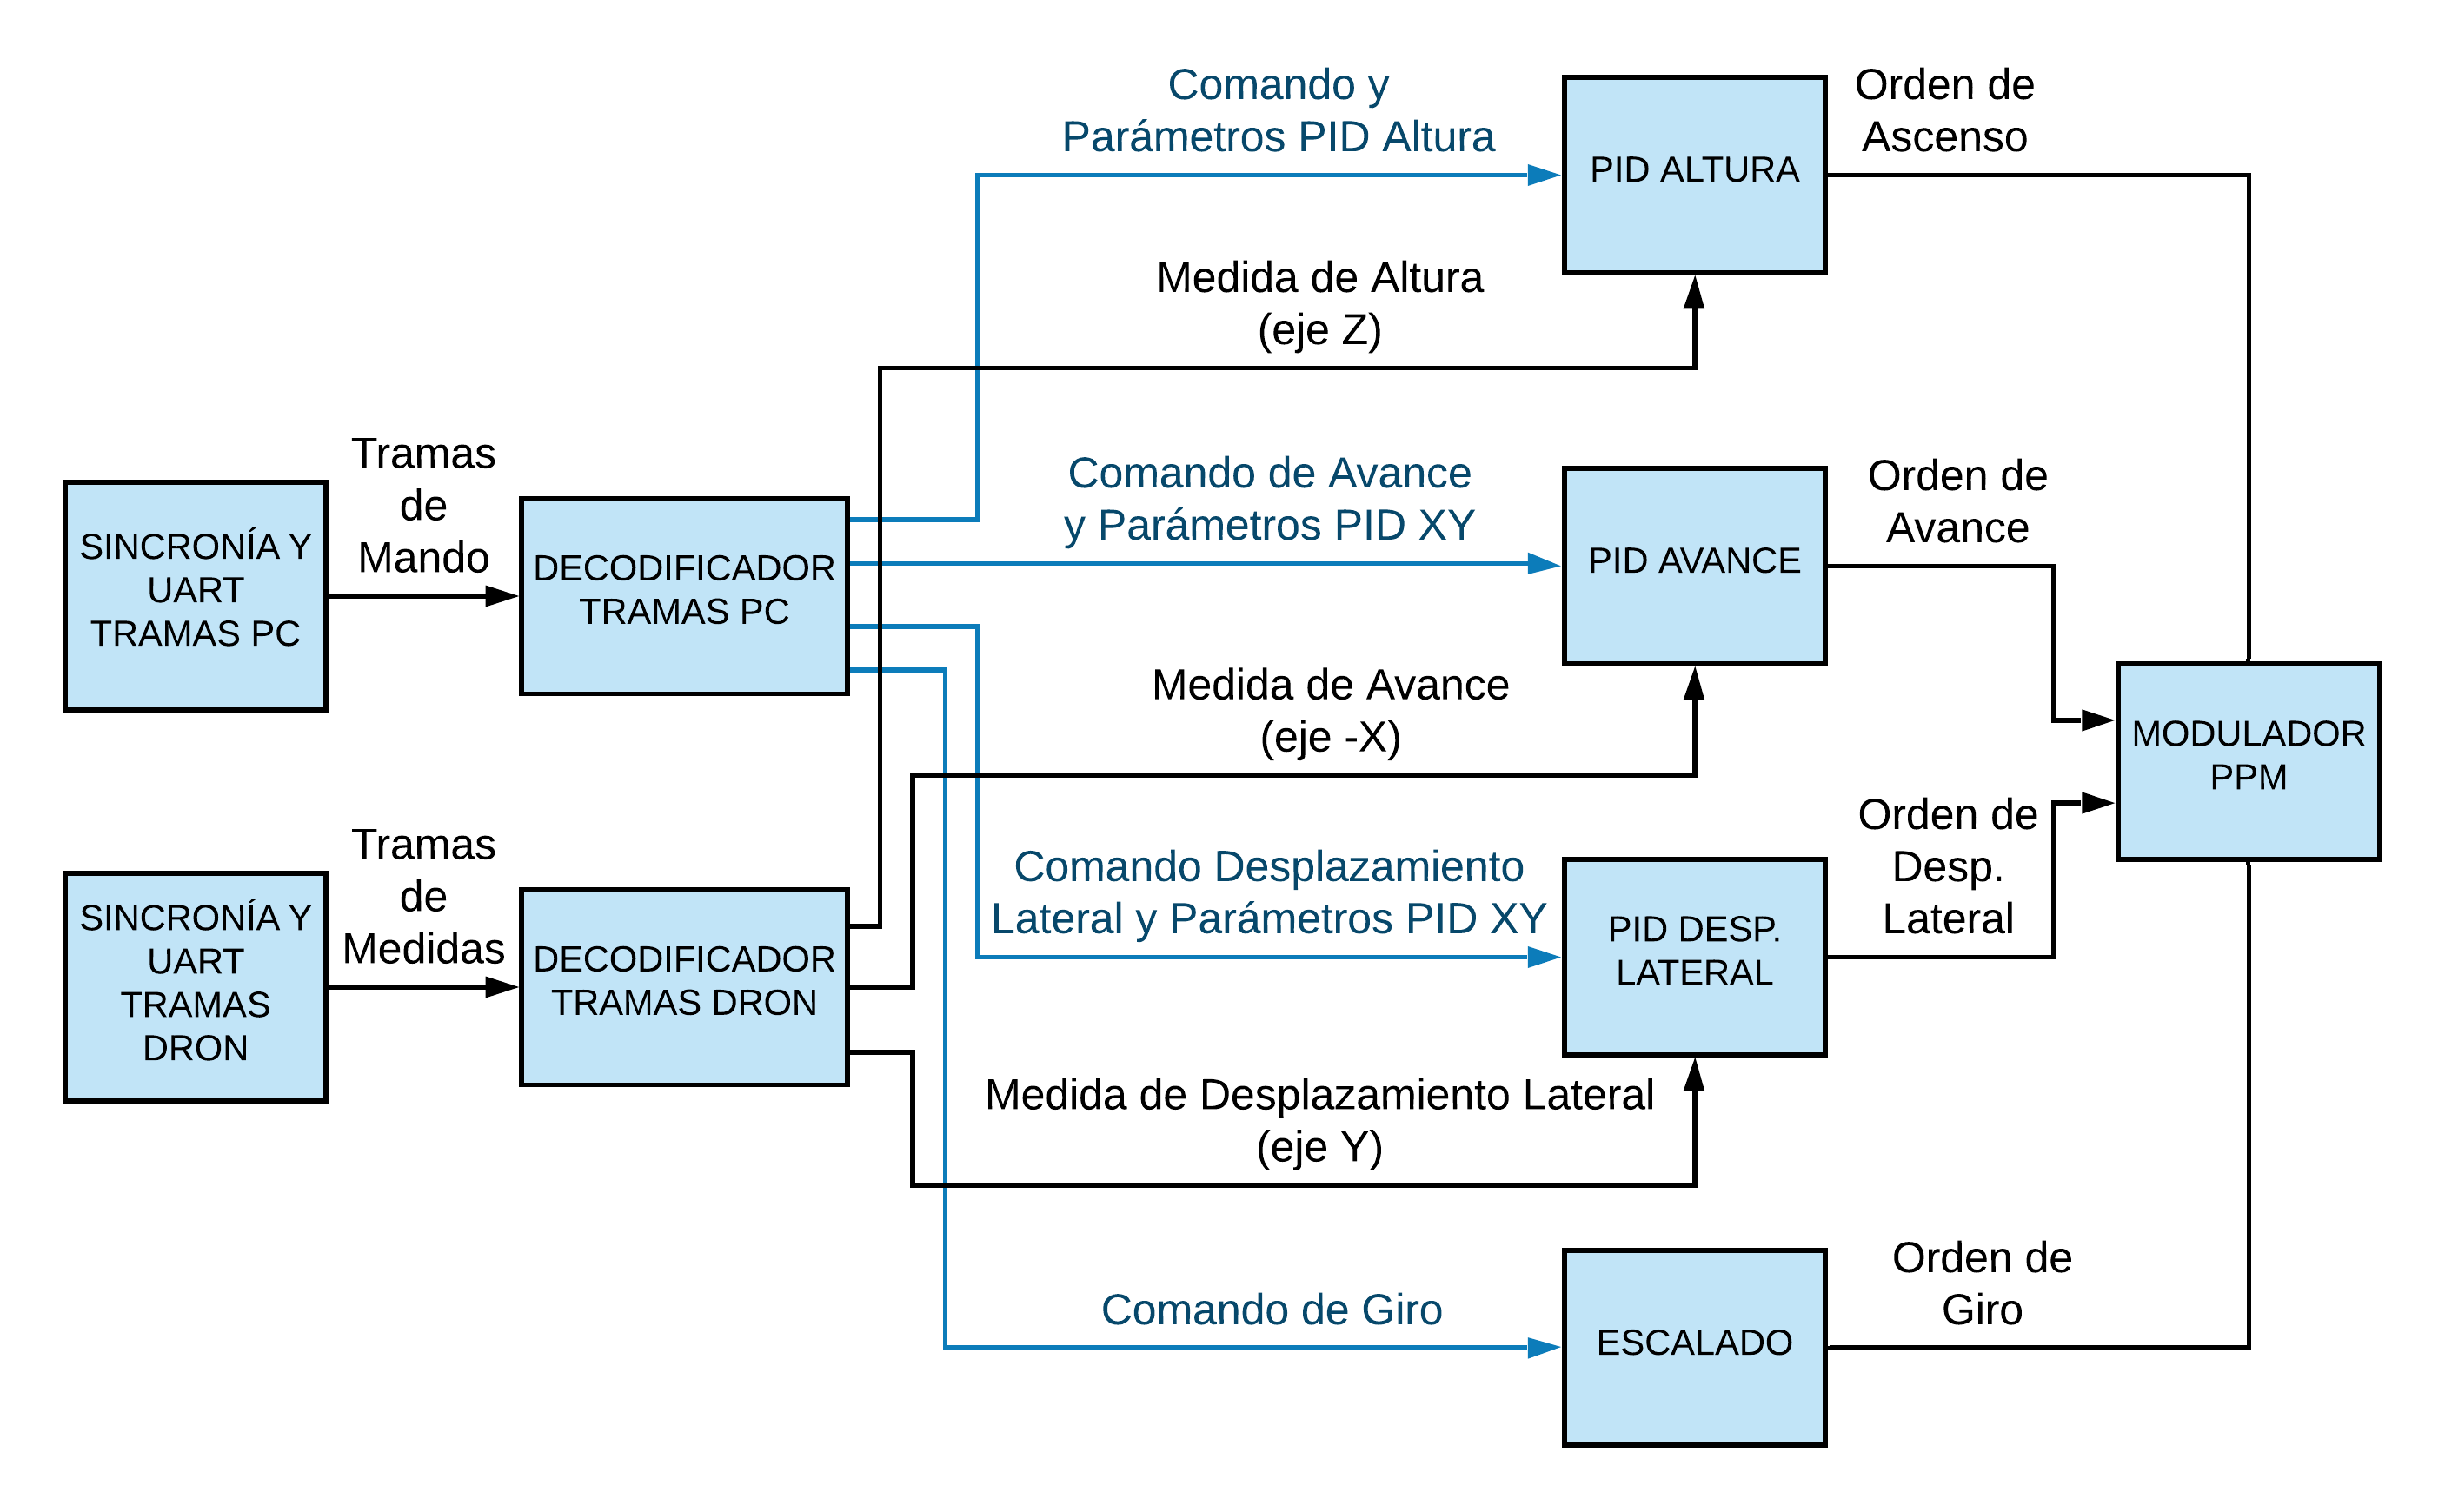 Comando y
Parámetros PID Altura
PID ALTURA
Orden de
Ascenso
Medida de Altura
(eje Z)
Tramas
de
Mando
SINCRONÍA Y
UART
TRAMAS PC
DECODIFICADOR
TRAMAS PC
Comando de Avance
y Parámetros PID XY
PID AVANCE
Orden de
Avance
Medida de Avance
(eje -X)
MODULADOR
PPM
Tramas
de
Medidas
SINCRONÍA Y
UART
TRAMAS
DRON
DECODIFICADOR
TRAMAS DRON
Comando Desplazamiento
Lateral y Parámetros PID XY
PID DESP.
LATERAL
Orden de
Desp.
Lateral
Medida de Desplazamiento Lateral
(eje Y)
Comando de Giro
ESCALADO
Orden de
Giro